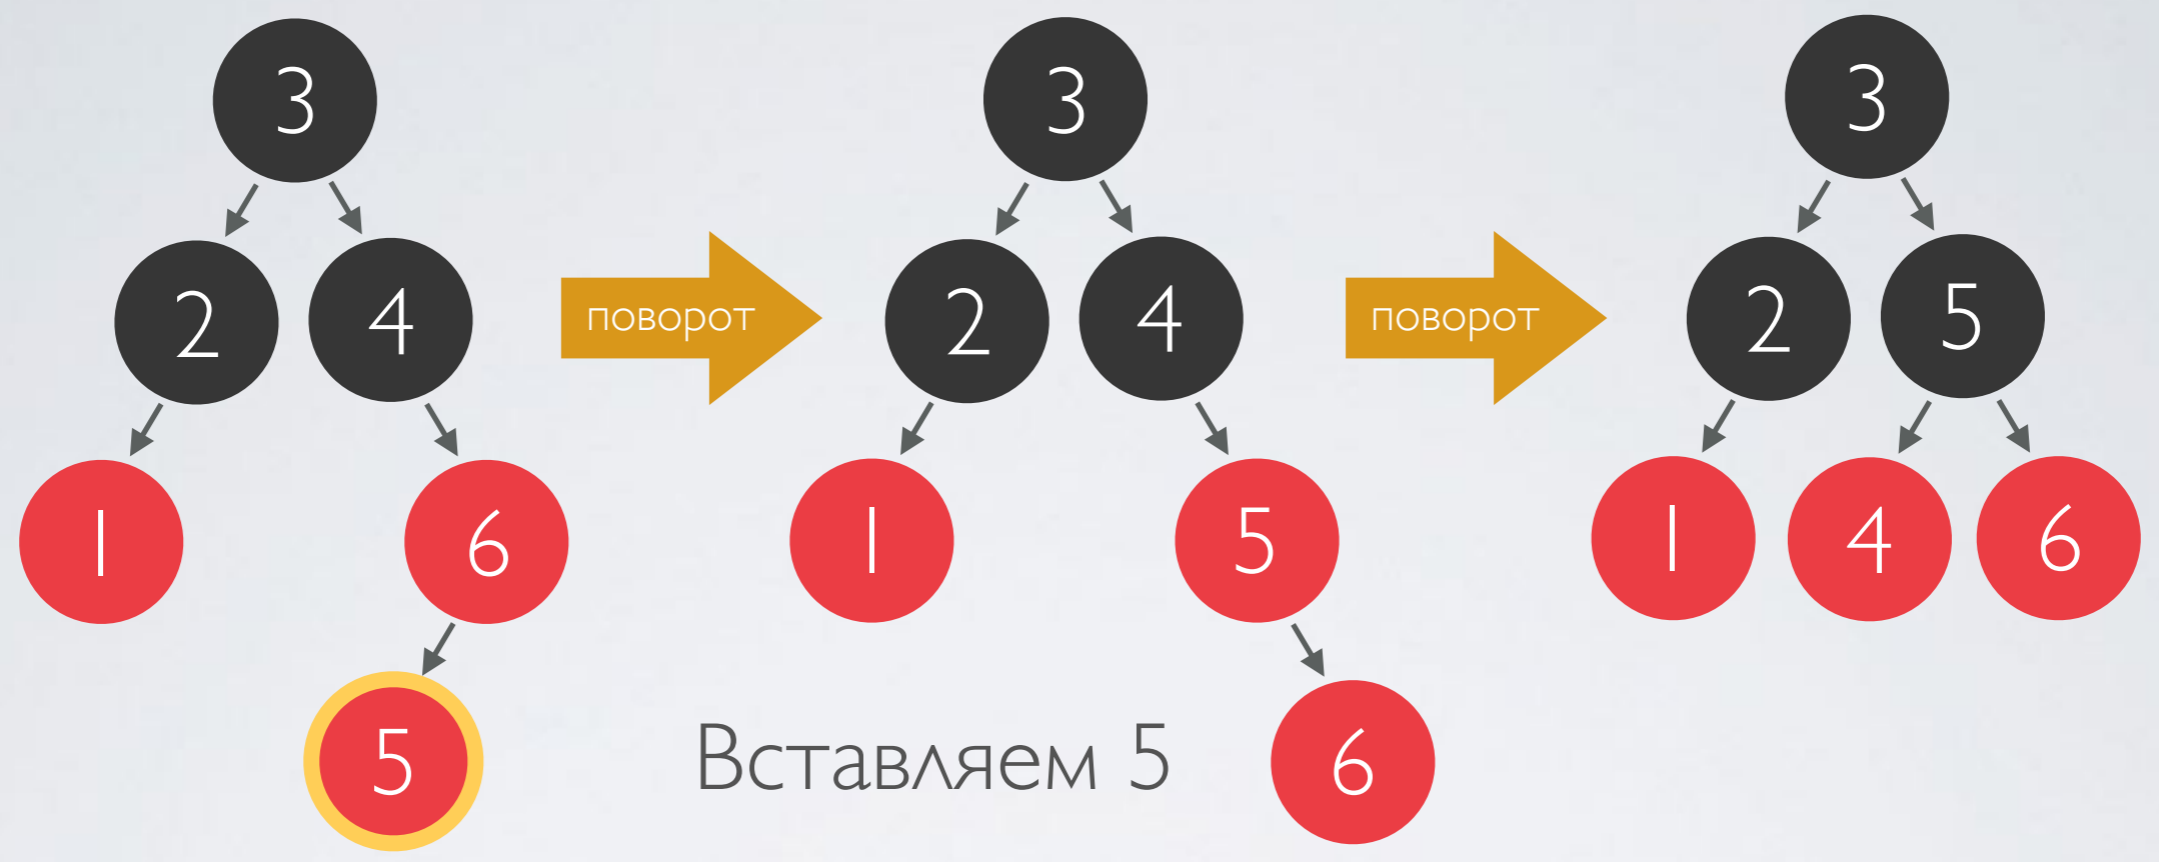 3 3 3
2 4 поворот 2 4 поворот 2 5
1 6 1 5 1 4 6
5 Вставляем 5 6